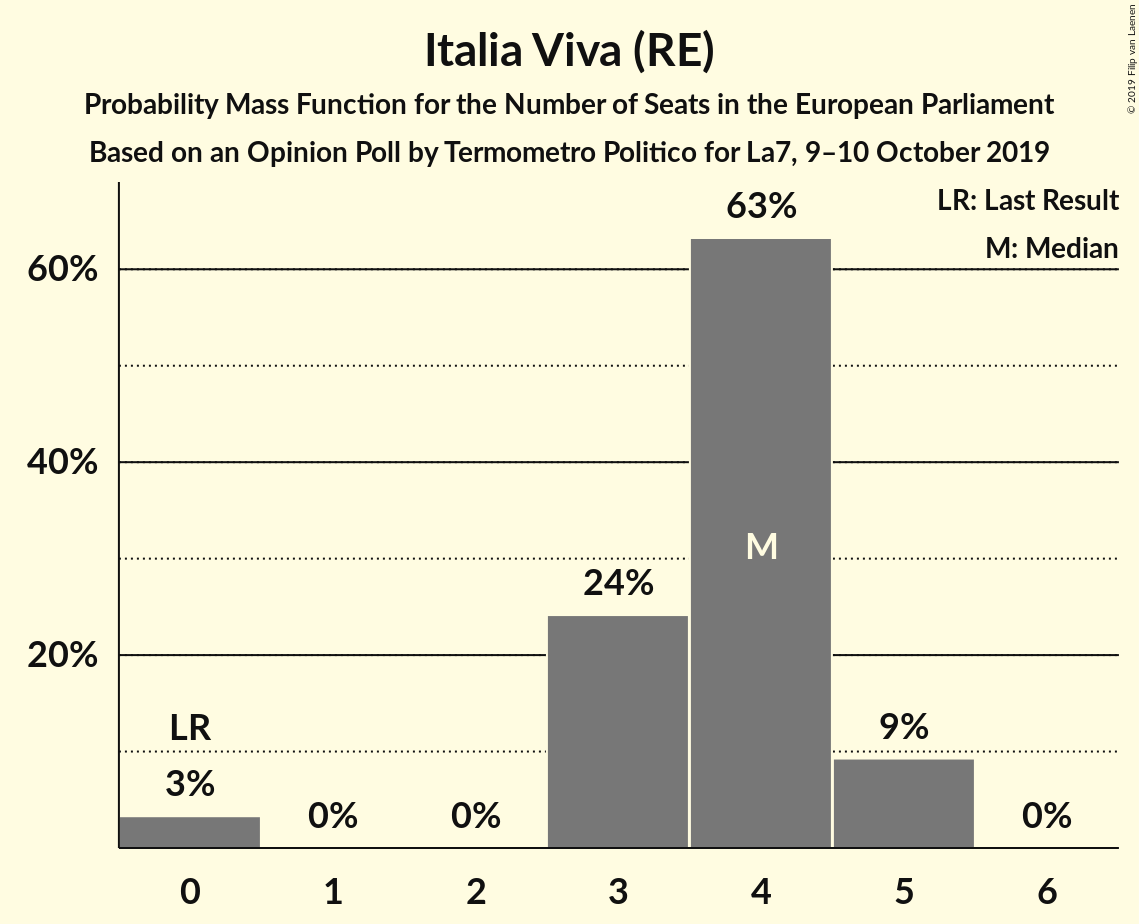 Italia Viva (RE)
Probability Mass Function for the Number of Seats in the European Parliament
Based on an Opinion Poll by Termometro Politico for La7, 9–10 October 2019
© 2019 Filip van Laenen
LR: Last Result
M: Median
60%
40%
20%
LR
3%
0%
0%
24%
63%
M
9%
0%
0 1 2 3 4 5 6